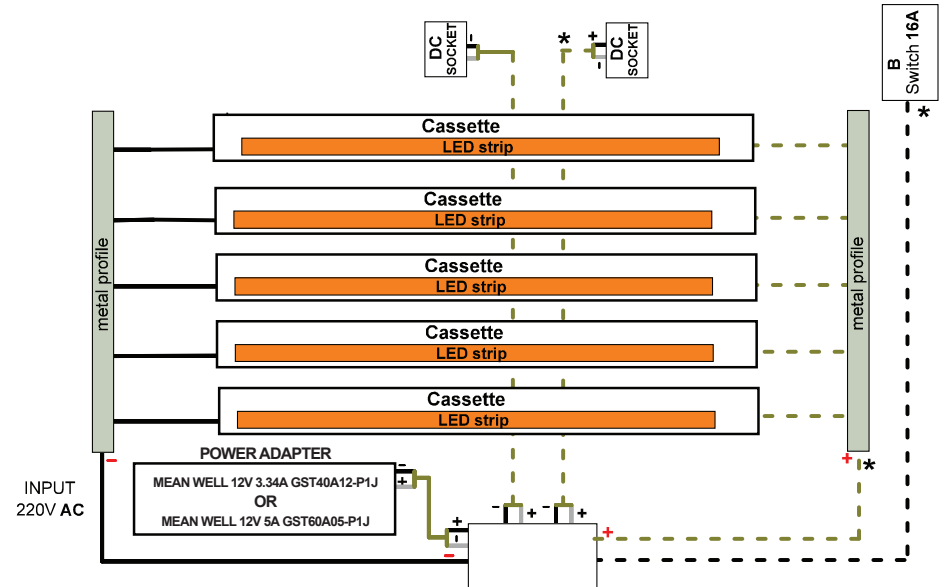 DC
SOCKET
-
*
+
-
DC
SOCKET
B
Switch 16A
*
Cassette
LED strip
Cassette
LED strip
Cassette
LED strip
Cassette
LED strip
Cassette
LED strip
metal profile
metal profile
-
+
*
POWER ADAPTER
MEAN WELL 12V 3.34A GST40A12-P1J
OR
MEAN WELL 12V 5A GST60A05-P1J
-
+
INPUT
220V AC
+
-
-
- +
- +
+